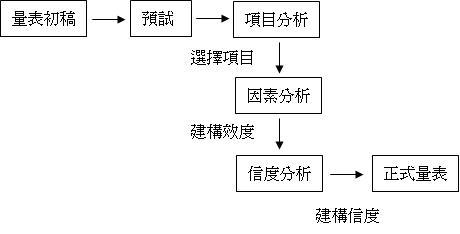 量表初稿
預試
項目分析
選擇項目
因素分析
建構效度
信度分析
正式量表
建構信度